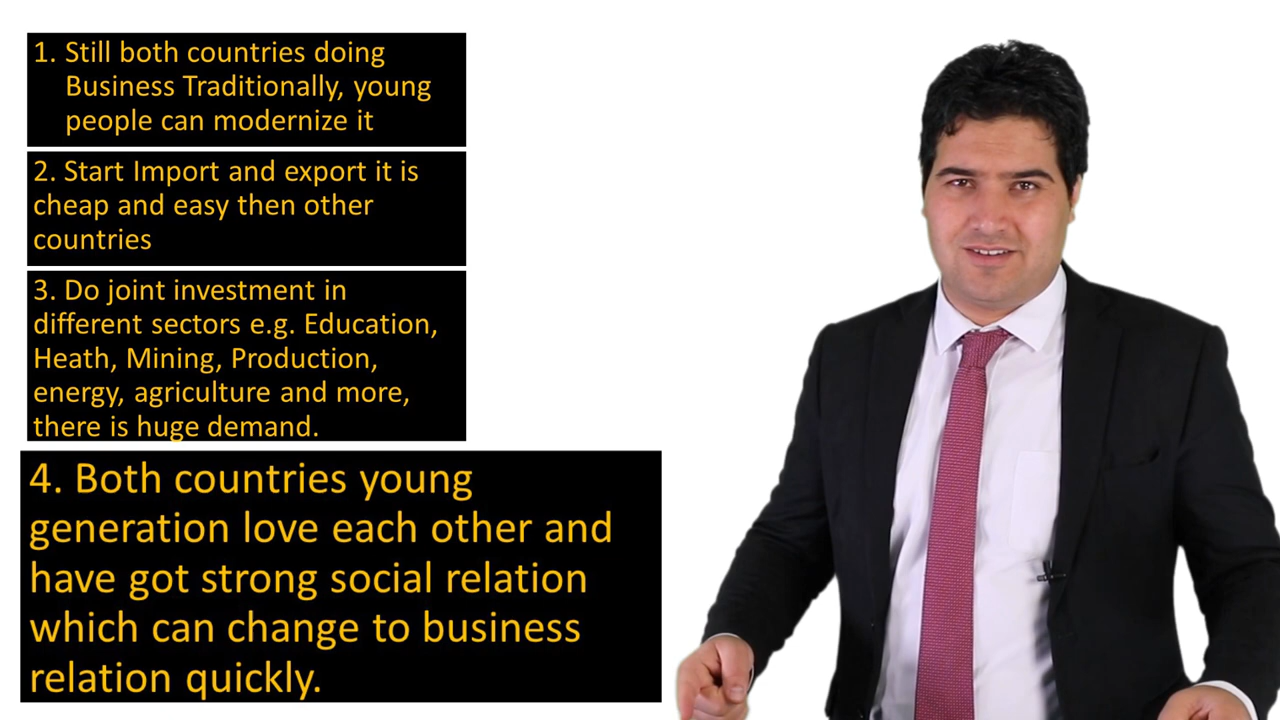 1. Still both countries doing
Business Traditionally, young
people can modernize it
2. Start Import and export it is
cheap and easy then other
countries
3. Do joint investment in
different sectors e.g. Education,
Heath, Mining, Production,
energy, agriculture and more,
there is huge demand.
4. Both countries young
generation love each other and
have got strong social relation
which can change to business
relation quickly.